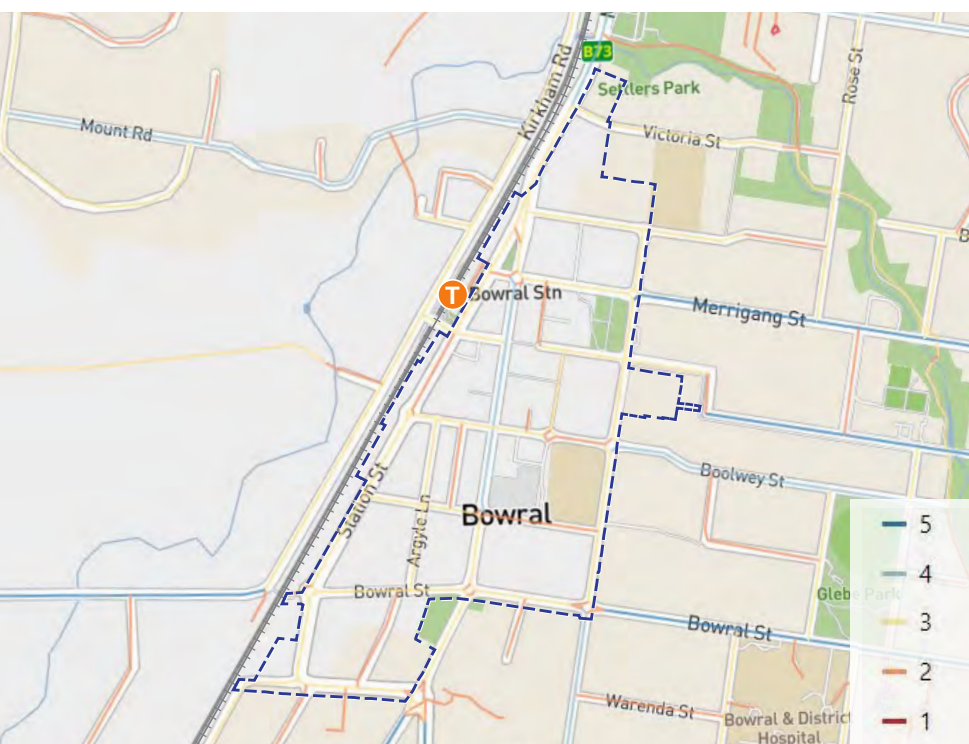 B73
Kirkham Rd
Settlers Park
Rose St
Mount Rd
Victoria St
T
Bowral Stn
Merrigang St
B
Station St
Boolwey St
Argyle Ln
Bowral
5
4
Bowral St
Glebe Park
3
Bowral St
2
Warenda St
Bowral & District
Hospital
1